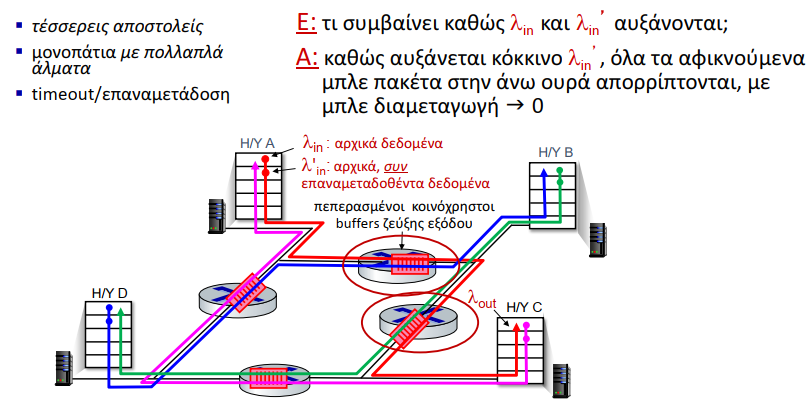 ▪ τέσσερεις αποστολείς
▪ μονοπάτια με πολλαπλά
άλματα
▪ timeout/επαναμετάδοση
Ε: τι συμβαίνει καθώς λin και λin’ αυξάνονται;
Α: καθώς αυξάνεται κόκκινο λin’, όλα τα αφικνούμενα
μπλε πακέτα στην άνω ουρά απορρίπτονται, με
μπλε διαμεταγωγή → 0
Η/Υ Α
λin : αρχικά δεδομένα
λ'in: αρχικά, συν
επαναμεταδοθέντα δεδομένα
πεπερασμένοι κοινόχρηστοι
buffers ζεύξης εξόδου
Η/Υ Β
Η/Υ D
λout
Η/Υ C